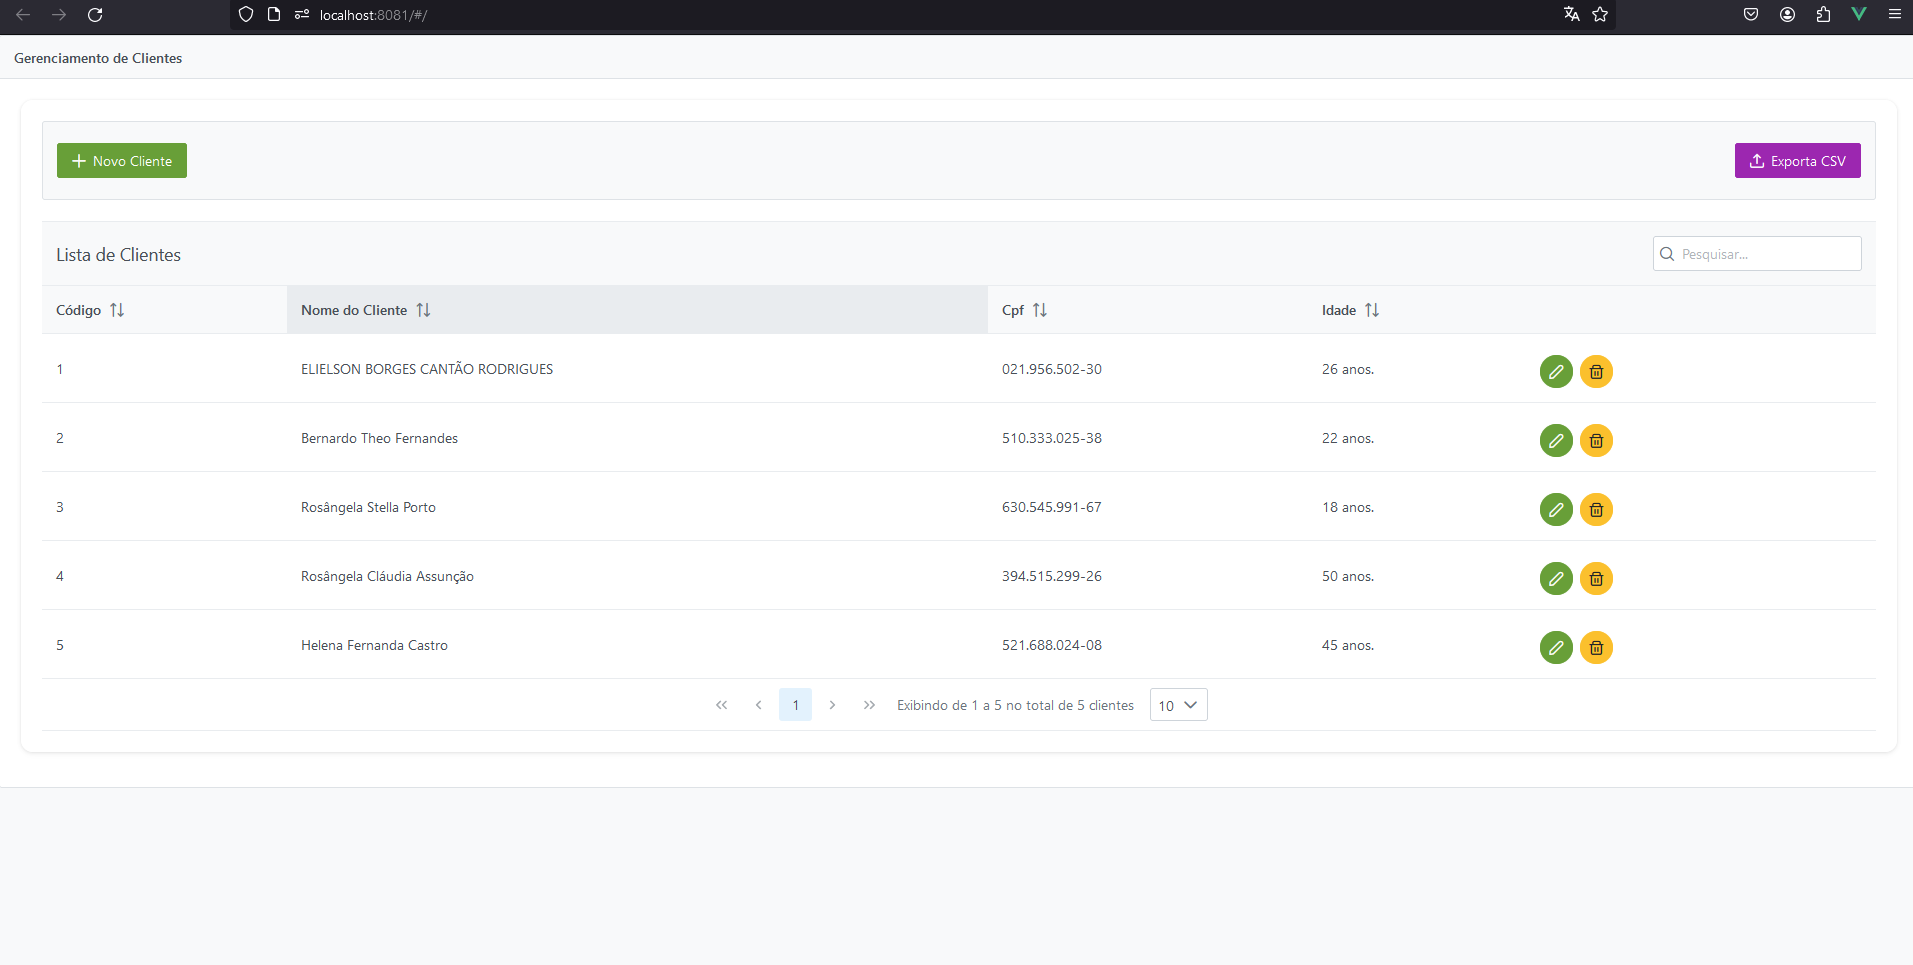 localhost:8081/#/
Gerenciamento de Clientes
Novo Cliente Exporta CSV
Lista de Clientes Pesquisar...
Código Nome do Cliente Cpf Idade
1 ELIELSON BORGES CANTÃO RODRIGUES 021.956.502-30 26 anos.
2 Bernardo Theo Fernandes 510.333.025-38 22 anos.
3 Rosângela Stella Porto 630.545.991-67 18 anos.
4 Rosângela Cláudia Assunção 394.515.299-26 50 anos.
5 Helena Fernanda Castro 521.688.024-08 45 anos.
1 Exibindo de 1 a 5 no total de 5 clientes 10